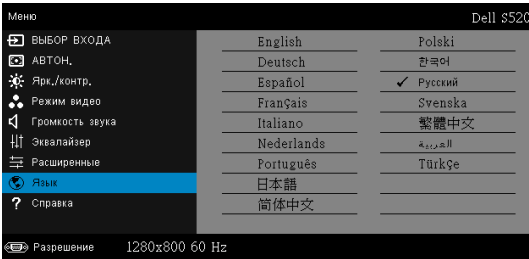 Меню
Dell S520
ВЫБОР ВХОДА
АВТОН.
Ярк./контр.
Режим видео
Громкость звука
Эквалайзер
Расширенные
Язык
? Справка
English
Deutsch
Español
Français
Italiano
Nederlands
Português
日本語
简体中文
Polski
한국어
✓ Русский
Svenska
繁體中文
العربية
Türkçe
Разрешение 1280x800 60 Hz